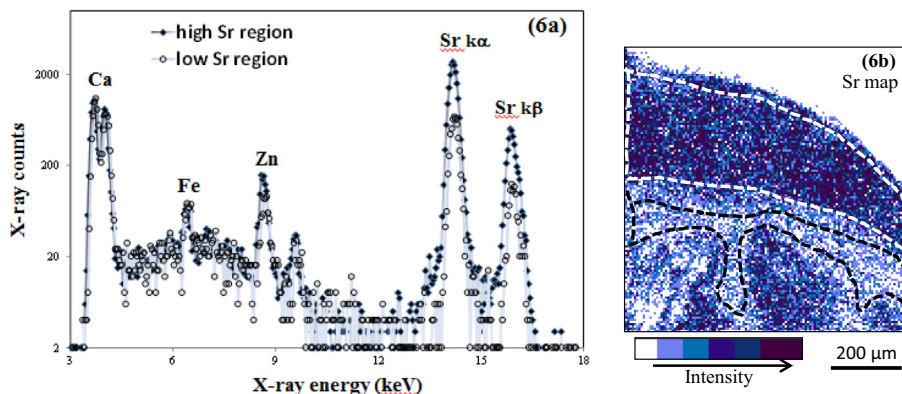 (6a)
high Sr region
low Sr region
Sr kα
Ca
2000
Sr kβ
200
Zn
Fe
20
2
3
6
9
12
15
18
X-ray counts
X-ray energy (keV)
(6b)
Sr map
Intensity
200 μm